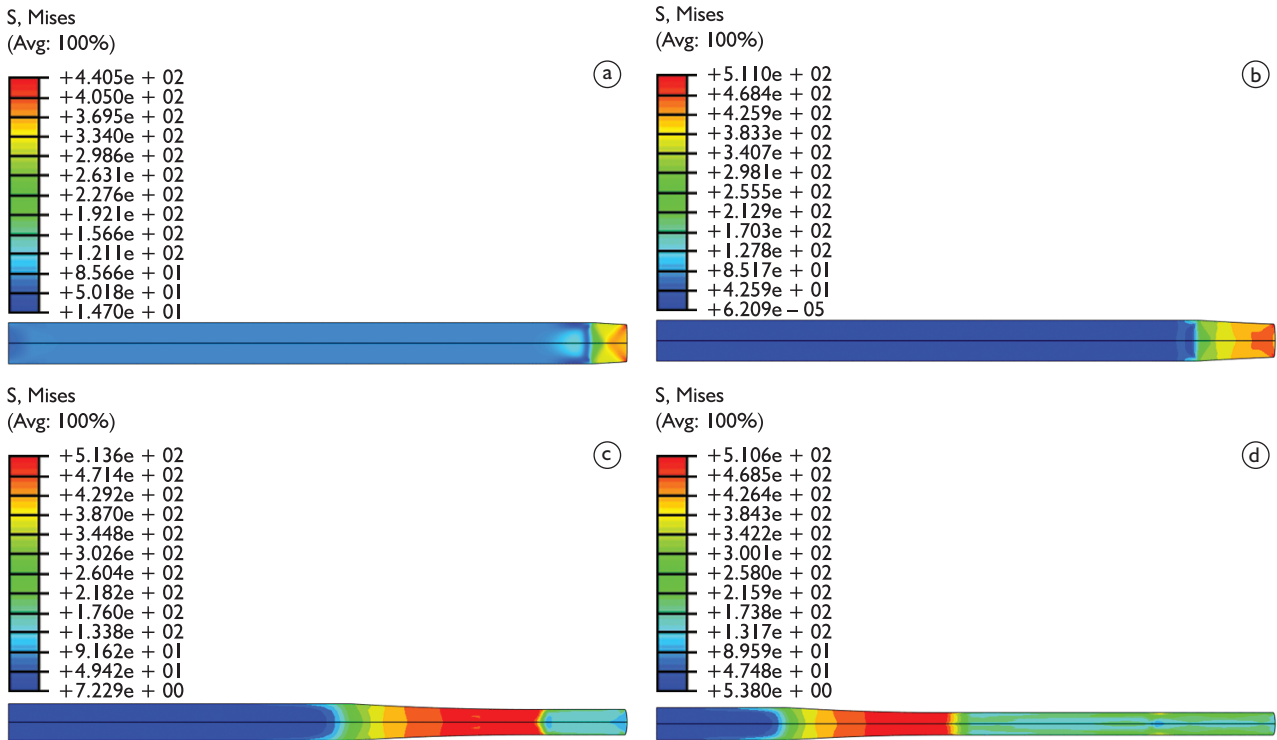 S, Mises
(Avg: 100%)
a
+4.405e + 02
+4.050e + 02
+3.695e + 02
+3.340e + 02
+2.986e + 02
+2.631e + 02
+2.276e + 02
+1.921e + 02
+1.566e + 02
+1.211e + 02
+8.566e + 01
+5.018e + 01
+1.470e + 01
S, Mises
(Avg: 100%)
b
+5.110e + 02
+4.684e + 02
+4.259e + 02
+3.833e + 02
+3.407e + 02
+2.981e + 02
+2.555e + 02
+2.129e + 02
+1.703e + 02
+1.278e + 02
+8.517e + 01
+4.259e + 01
+6.209e – 05
S, Mises
(Avg: 100%)
c
+5.136e + 02
+4.714e + 02
+4.292e + 02
+3.870e + 02
+3.448e + 02
+3.026e + 02
+2.604e + 02
+2.182e + 02
+1.760e + 02
+1.338e + 02
+9.162e + 01
+4.942e + 01
+7.229e + 00
S, Mises
(Avg: 100%)
d
+5.106e + 02
+4.685e + 02
+4.264e + 02
+3.843e + 02
+3.422e + 02
+3.001e + 02
+2.580e + 02
+2.159e + 02
+1.738e + 02
+1.317e + 02
+8.959e + 01
+4.748e + 01
+5.380e + 00